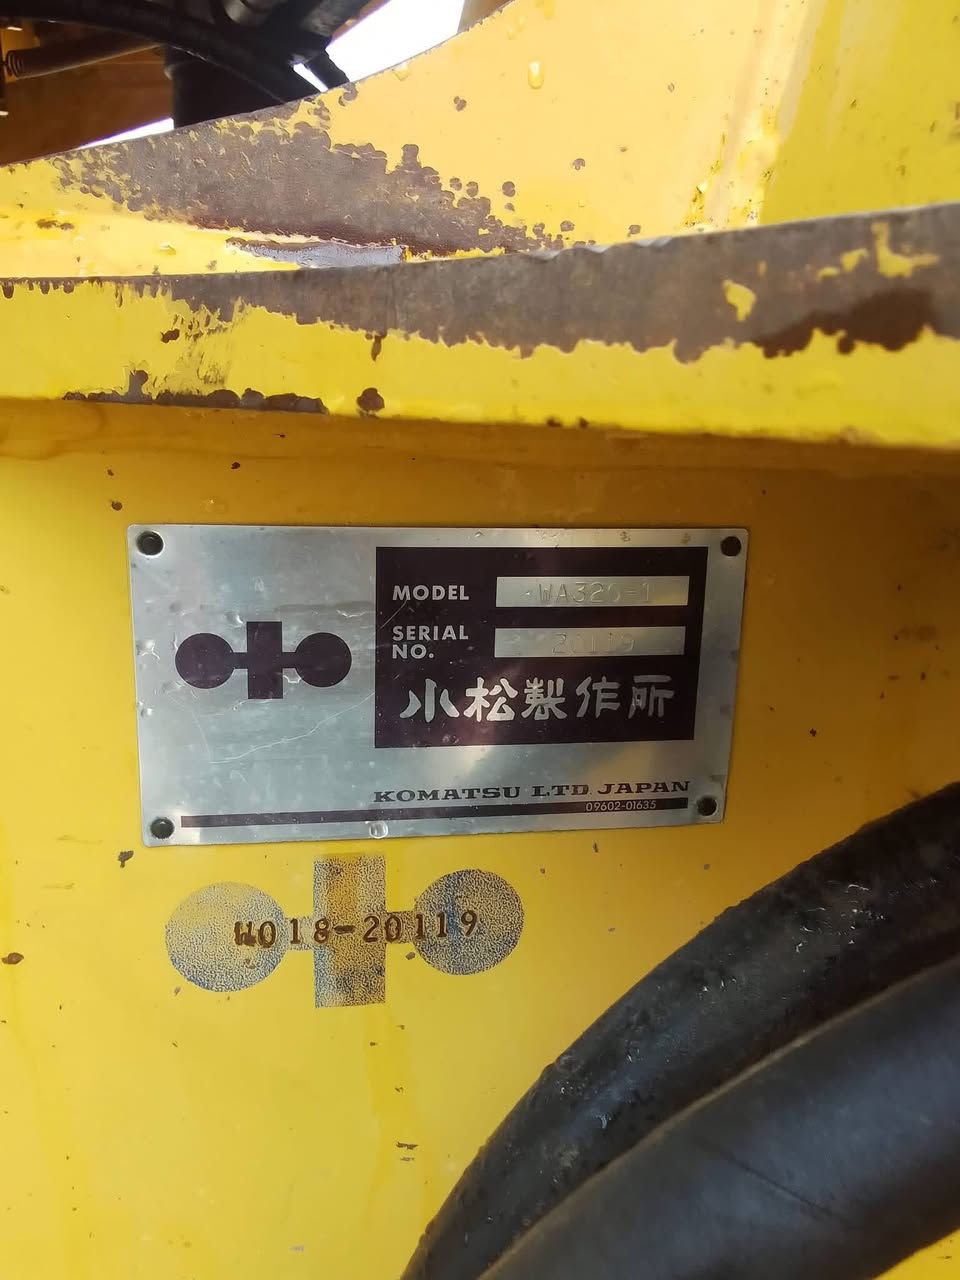 MODEL WA320-1
SERIAL NO. 20119
小松製作所
KOMATSU LTD. JAPAN
09602-01635
W018-20119